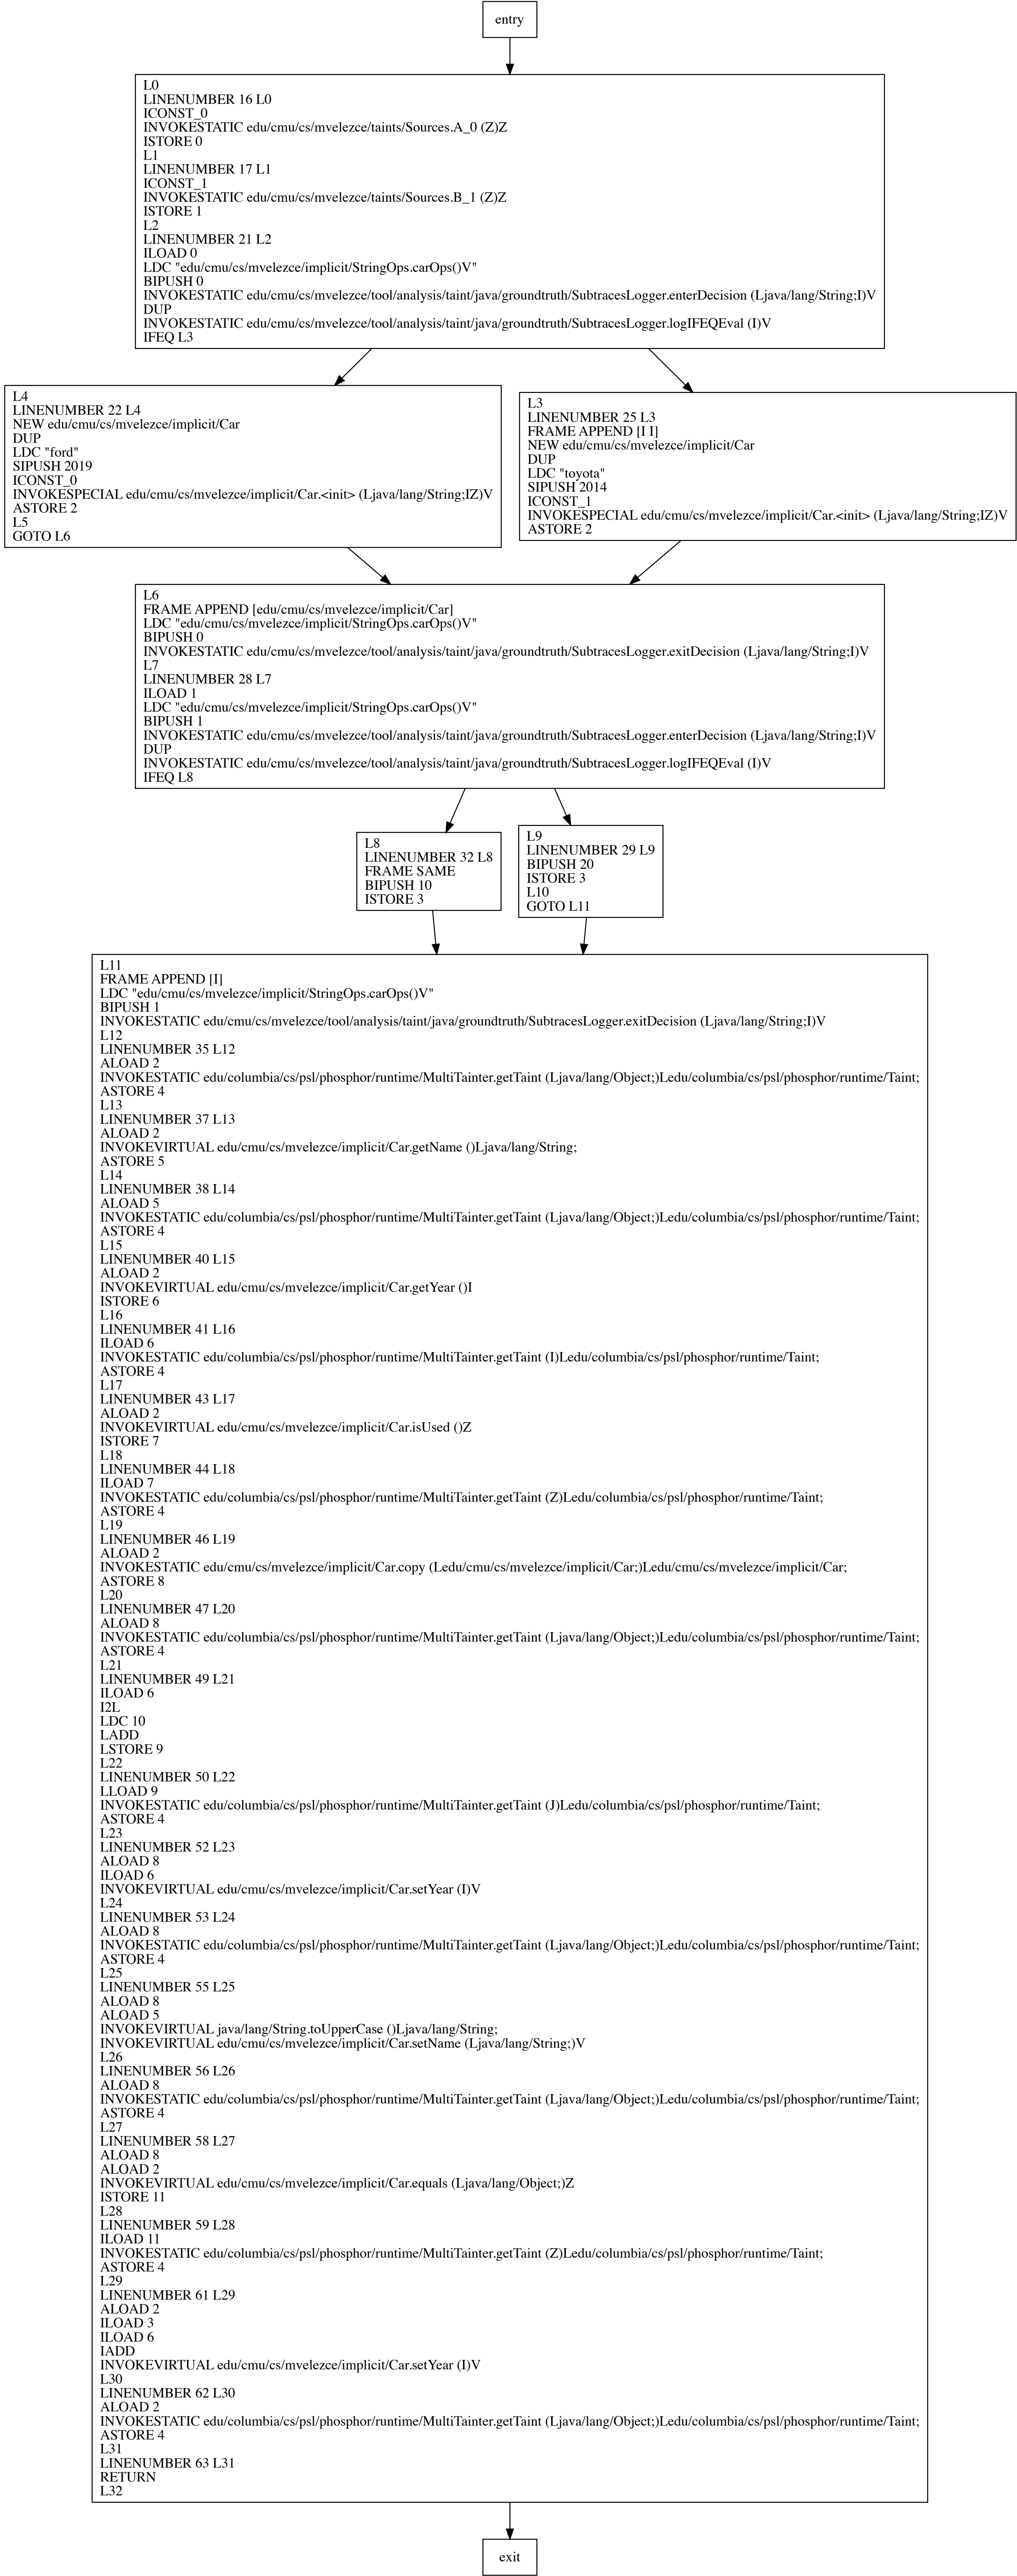 entry
L0
LINENUMBER 16 L0
ICONST_0
INVOKESTATIC edu/cmu/cs/mvelezce/taints/Sources.A_0 (Z)Z
ISTORE 0
L1
LINENUMBER 17 L1
ICONST_1
INVOKESTATIC edu/cmu/cs/mvelezce/taints/Sources.B_1 (Z)Z
ISTORE 1
L2
LINENUMBER 21 L2
ILOAD 0
LDC "edu/cmu/cs/mvelezce/implicit/StringOps.carOps()V"
BIPUSH 0
INVOKESTATIC edu/cmu/cs/mvelezce/tool/analysis/taint/java/groundtruth/SubtracesLogger.enterDecision (Ljava/lang/String;I)V
DUP
INVOKESTATIC edu/cmu/cs/mvelezce/tool/analysis/taint/java/groundtruth/SubtracesLogger.logIFEQEval (I)V
IFEQ L3
L4
LINENUMBER 22 L4
NEW edu/cmu/cs/mvelezce/implicit/Car
DUP
LDC "ford"
SIPUSH 2019
ICONST_0
INVOKESPECIAL edu/cmu/cs/mvelezce/implicit/Car.<init> (Ljava/lang/String;IZ)V
ASTORE 2
L5
GOTO L6
L3
LINENUMBER 25 L3
FRAME APPEND [I I]
NEW edu/cmu/cs/mvelezce/implicit/Car
DUP
LDC "toyota"
SIPUSH 2014
ICONST_1
INVOKESPECIAL edu/cmu/cs/mvelezce/implicit/Car.<init> (Ljava/lang/String;IZ)V
ASTORE 2
L6
FRAME APPEND [edu/cmu/cs/mvelezce/implicit/Car]
LDC "edu/cmu/cs/mvelezce/implicit/StringOps.carOps()V"
BIPUSH 0
INVOKESTATIC edu/cmu/cs/mvelezce/tool/analysis/taint/java/groundtruth/SubtracesLogger.exitDecision (Ljava/lang/String;I)V
L7
LINENUMBER 28 L7
ILOAD 1
LDC "edu/cmu/cs/mvelezce/implicit/StringOps.carOps()V"
BIPUSH 1
INVOKESTATIC edu/cmu/cs/mvelezce/tool/analysis/taint/java/groundtruth/SubtracesLogger.enterDecision (Ljava/lang/String;I)V
DUP
INVOKESTATIC edu/cmu/cs/mvelezce/tool/analysis/taint/java/groundtruth/SubtracesLogger.logIFEQEval (I)V
IFEQ L8
L8
LINENUMBER 32 L8
FRAME SAME
BIPUSH 10
ISTORE 3
L9
LINENUMBER 29 L9
BIPUSH 20
ISTORE 3
L10
GOTO L11
L11
FRAME APPEND [I]
LDC "edu/cmu/cs/mvelezce/implicit/StringOps.carOps()V"
BIPUSH 1
INVOKESTATIC edu/cmu/cs/mvelezce/tool/analysis/taint/java/groundtruth/SubtracesLogger.exitDecision (Ljava/lang/String;I)V
L12
LINENUMBER 35 L12
ALOAD 2
INVOKESTATIC edu/columbia/cs/psl/phosphor/runtime/MultiTainter.getTaint (Ljava/lang/Object;)Ledu/columbia/cs/psl/phosphor/runtime/Taint;
ASTORE 4
L13
LINENUMBER 37 L13
ALOAD 2
INVOKEVIRTUAL edu/cmu/cs/mvelezce/implicit/Car.getName ()Ljava/lang/String;
ASTORE 5
L14
LINENUMBER 38 L14
ALOAD 5
INVOKESTATIC edu/columbia/cs/psl/phosphor/runtime/MultiTainter.getTaint (Ljava/lang/Object;)Ledu/columbia/cs/psl/phosphor/runtime/Taint;
ASTORE 4
L15
LINENUMBER 40 L15
ALOAD 2
INVOKEVIRTUAL edu/cmu/cs/mvelezce/implicit/Car.getYear ()I
ISTORE 6
L16
LINENUMBER 41 L16
ILOAD 6
INVOKESTATIC edu/columbia/cs/psl/phosphor/runtime/MultiTainter.getTaint (I)Ledu/columbia/cs/psl/phosphor/runtime/Taint;
ASTORE 4
L17
LINENUMBER 43 L17
ALOAD 2
INVOKEVIRTUAL edu/cmu/cs/mvelezce/implicit/Car.isUsed ()Z
ISTORE 7
L18
LINENUMBER 44 L18
ILOAD 7
INVOKESTATIC edu/columbia/cs/psl/phosphor/runtime/MultiTainter.getTaint (Z)Ledu/columbia/cs/psl/phosphor/runtime/Taint;
ASTORE 4
L19
LINENUMBER 46 L19
ALOAD 2
INVOKESTATIC edu/cmu/cs/mvelezce/implicit/Car.copy (Ledu/cmu/cs/mvelezce/implicit/Car;)Ledu/cmu/cs/mvelezce/implicit/Car;
ASTORE 8
L20
LINENUMBER 47 L20
ALOAD 8
INVOKESTATIC edu/columbia/cs/psl/phosphor/runtime/MultiTainter.getTaint (Ljava/lang/Object;)Ledu/columbia/cs/psl/phosphor/runtime/Taint;
ASTORE 4
L21
LINENUMBER 49 L21
ILOAD 6
I2L
LDC 10
LADD
LSTORE 9
L22
LINENUMBER 50 L22
LLOAD 9
INVOKESTATIC edu/columbia/cs/psl/phosphor/runtime/MultiTainter.getTaint (J)Ledu/columbia/cs/psl/phosphor/runtime/Taint;
ASTORE 4
L23
LINENUMBER 52 L23
ALOAD 8
ILOAD 6
INVOKEVIRTUAL edu/cmu/cs/mvelezce/implicit/Car.setYear (I)V
L24
LINENUMBER 53 L24
ALOAD 8
INVOKESTATIC edu/columbia/cs/psl/phosphor/runtime/MultiTainter.getTaint (Ljava/lang/Object;)Ledu/columbia/cs/psl/phosphor/runtime/Taint;
ASTORE 4
L25
LINENUMBER 55 L25
ALOAD 8
ALOAD 5
INVOKEVIRTUAL java/lang/String.toUpperCase ()Ljava/lang/String;
INVOKEVIRTUAL edu/cmu/cs/mvelezce/implicit/Car.setName (Ljava/lang/String;)V
L26
LINENUMBER 56 L26
ALOAD 8
INVOKESTATIC edu/columbia/cs/psl/phosphor/runtime/MultiTainter.getTaint (Ljava/lang/Object;)Ledu/columbia/cs/psl/phosphor/runtime/Taint;
ASTORE 4
L27
LINENUMBER 58 L27
ALOAD 8
ALOAD 2
INVOKEVIRTUAL edu/cmu/cs/mvelezce/implicit/Car.equals (Ljava/lang/Object;)Z
ISTORE 11
L28
LINENUMBER 59 L28
ILOAD 11
INVOKESTATIC edu/columbia/cs/psl/phosphor/runtime/MultiTainter.getTaint (Z)Ledu/columbia/cs/psl/phosphor/runtime/Taint;
ASTORE 4
L29
LINENUMBER 61 L29
ALOAD 2
ILOAD 3
ILOAD 6
IADD
INVOKEVIRTUAL edu/cmu/cs/mvelezce/implicit/Car.setYear (I)V
L30
LINENUMBER 62 L30
ALOAD 2
INVOKESTATIC edu/columbia/cs/psl/phosphor/runtime/MultiTainter.getTaint (Ljava/lang/Object;)Ledu/columbia/cs/psl/phosphor/runtime/Taint;
ASTORE 4
L31
LINENUMBER 63 L31
RETURN
L32
exit